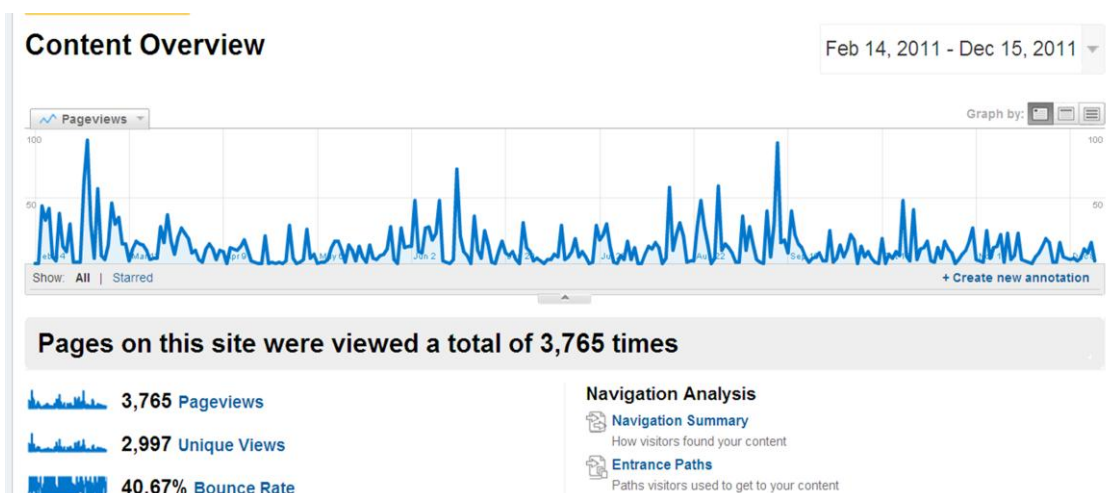 Content Overview
Feb 14, 2011 - Dec 15, 2011
Pageviews
Graph by:
100 100
50 50
Jun 2
Show: All | Starred
+ Create new annotation
Pages on this site were viewed a total of 3,765 times
3,765 Pageviews
2,997 Unique Views
40.67% Bounce Rate
Navigation Analysis
Navigation Summary
How visitors found your content
Entrance Paths
Paths visitors used to get to your content